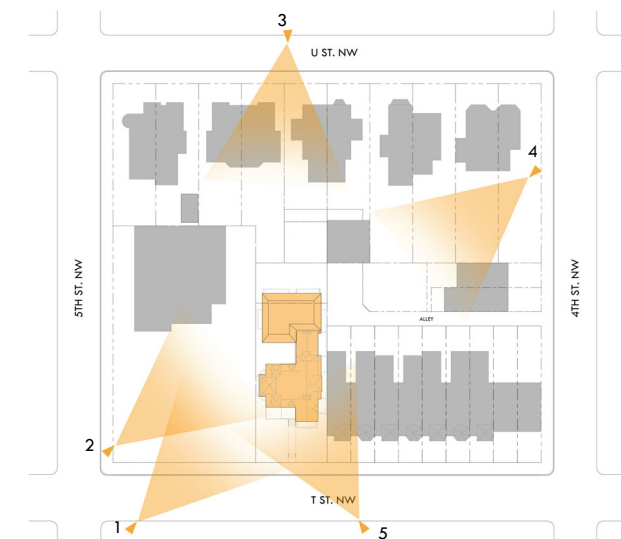 3
U ST. NW
4
5TH ST. NW
4TH ST. NW
ALLEY
2
T ST. NW
1
5